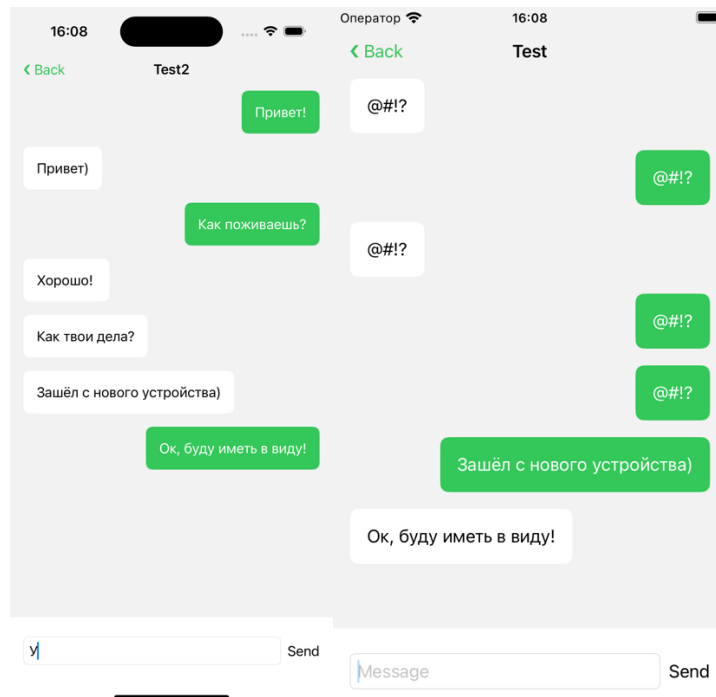 16:08
Back
Test2
Привет!
Привет)
Как поживаешь?
Хорошо!
Как твои дела?
Зашёл с нового устройства)
Ок, буду иметь в виду!
У
Send
Оператор
16:08
Back
Test
@#!?
@#!?
@#!?
@#!?
@#!?
Зашёл с нового устройства)
Ок, буду иметь в виду!
Message
Send